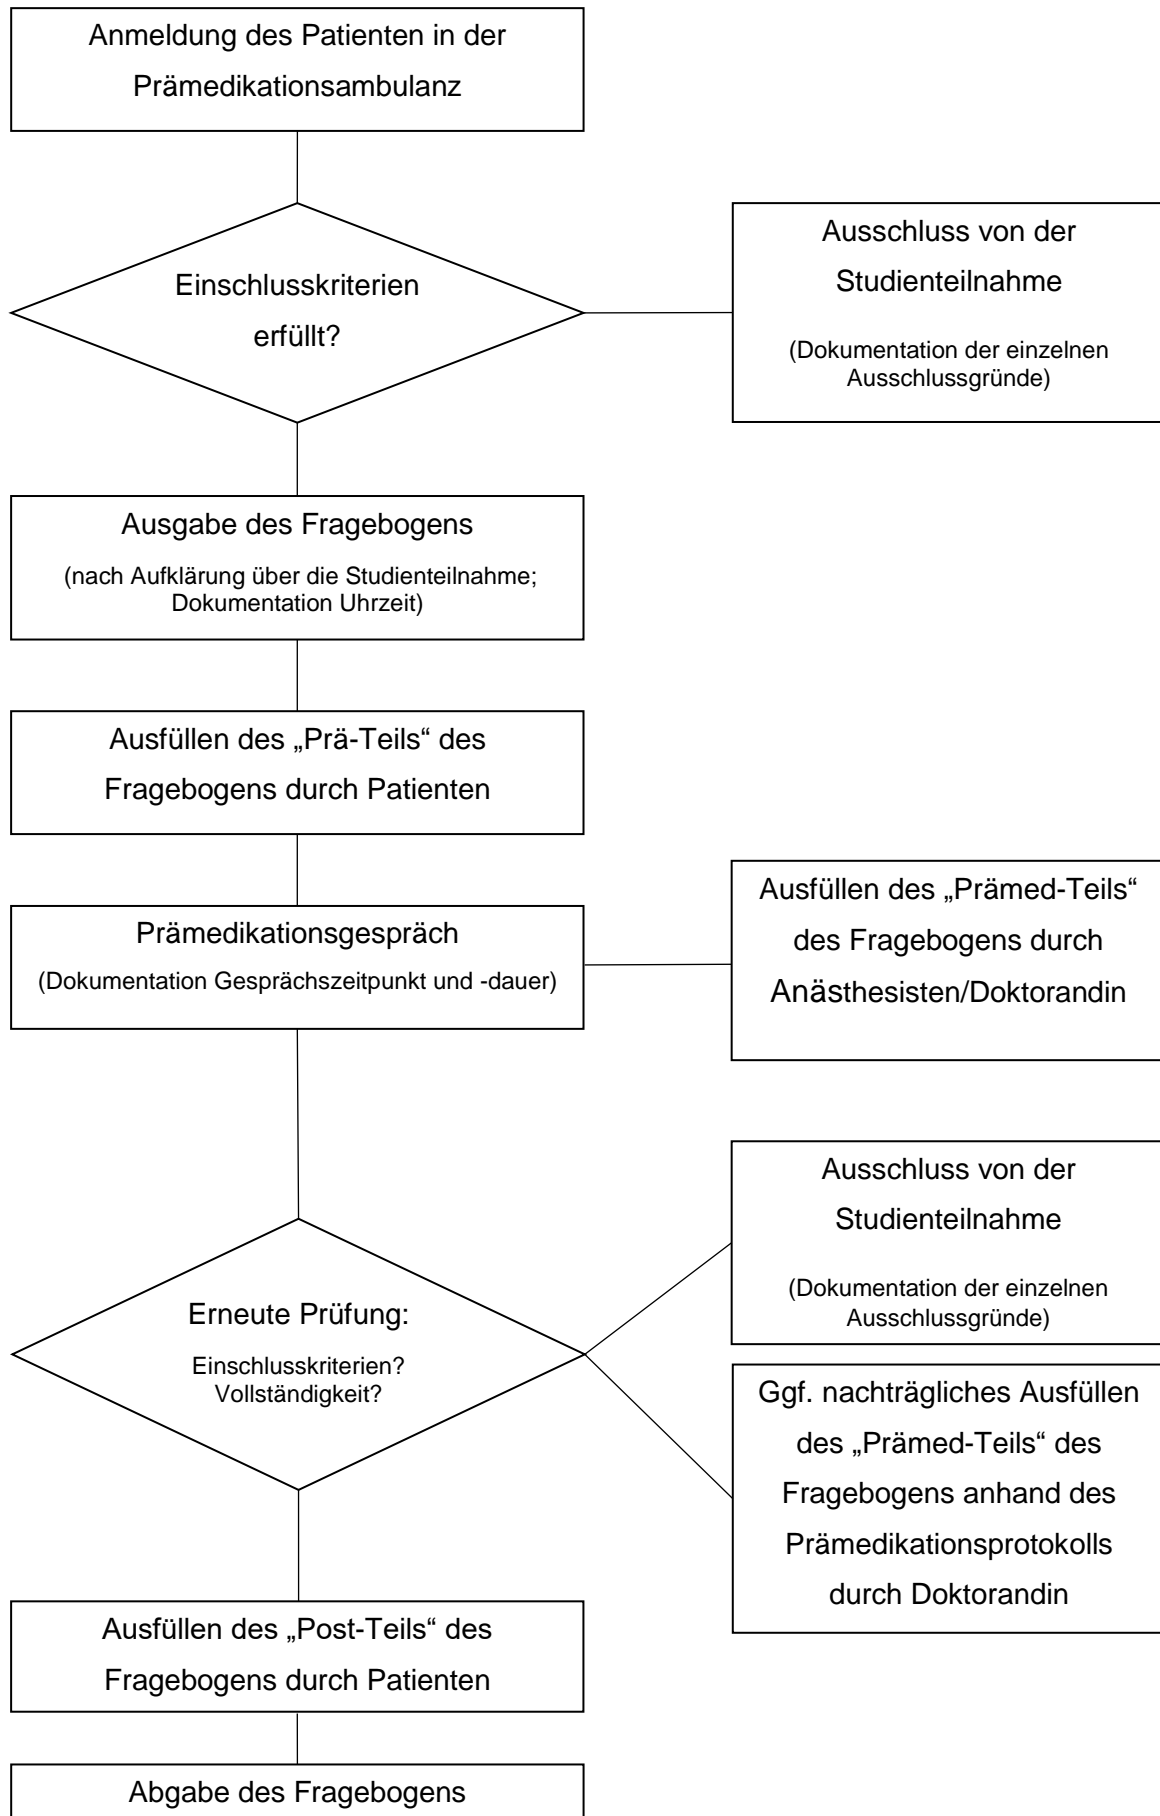 Anmeldung des Patienten in der
Prämedikationsambulanz
Einschlusskriterien
erfüllt?
Ausschluss von der
Studienteilnahme
(Dokumentation der einzelnen
Ausschlussgründe)
Ausgabe des Fragebogens
(nach Aufklärung über die Studienteilnahme;
Dokumentation Uhrzeit)
Ausfüllen des „Prä-Teils“ des
Fragebogens durch Patienten
Prämedikationsgespräch
(Dokumentation Gesprächszeitpunkt und -dauer)
Ausfüllen des „Prämed-Teils“
des Fragebogens durch
Anästhesisten/Doktorandin
Erneute Prüfung:
Einschlusskriterien?
Vollständigkeit?
Ausschluss von der
Studienteilnahme
(Dokumentation der einzelnen
Ausschlussgründe)
Ggf. nachträgliches Ausfüllen
des „Prämed-Teils“ des
Fragebogens anhand des
Prämedikationsprotokolls
durch Doktorandin
Ausfüllen des „Post-Teils“ des
Fragebogens durch Patienten
Abgabe des Fragebogens